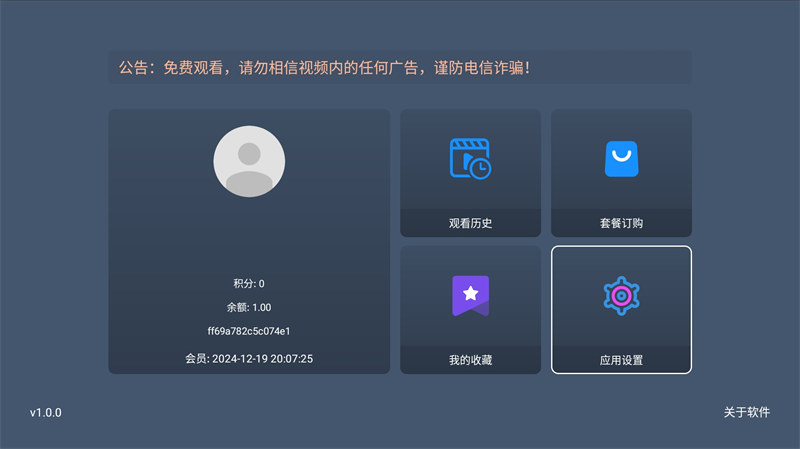 公告：免费观看，请勿相信视频内的任何广告，谨防电信诈骗！
积分: 0
余额: 1.00
ff69a782c5c074e1
会员: 2024-12-19 20:07:25
观看历史
套餐订购
我的收藏
应用设置
v1.0.0
关于软件